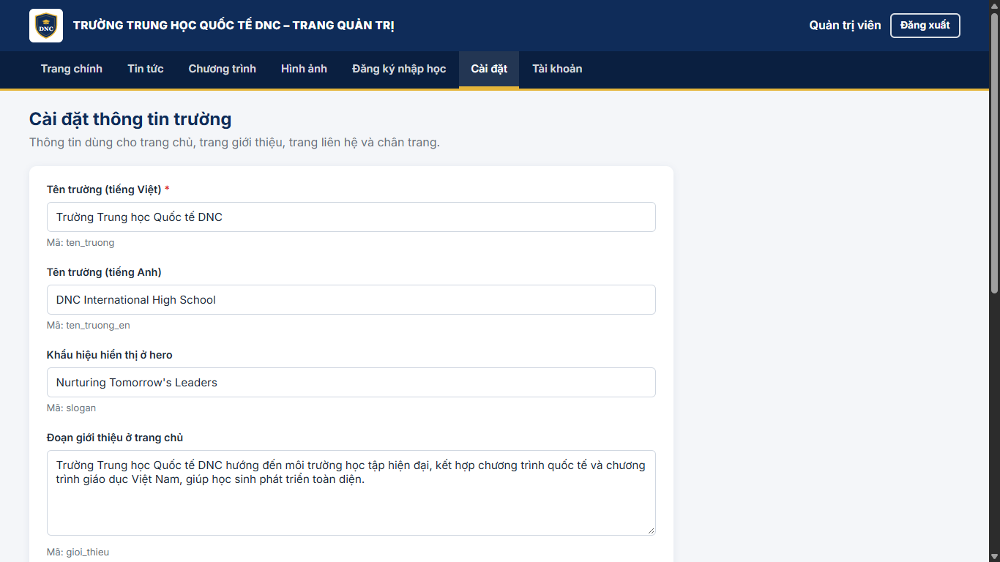 DNC
TRƯỜNG TRUNG HỌC QUỐC TẾ DNC – TRANG QUẢN TRỊ
Quản trị viên
Đăng xuất
Trang chính
Tin tức
Chương trình
Hình ảnh
Đăng ký nhập học
Cài đặt
Tài khoản
Cài đặt thông tin trường
Thông tin dùng cho trang chủ, trang giới thiệu, trang liên hệ và chân trang.
Tên trường (tiếng Việt) *
Trường Trung học Quốc tế DNC
Mã: ten_truong
Tên trường (tiếng Anh)
DNC International High School
Mã: ten_truong_en
Khẩu hiệu hiển thị ở hero
Nurturing Tomorrow's Leaders
Mã: slogan
Đoạn giới thiệu ở trang chủ
Trường Trung học Quốc tế DNC hướng đến môi trường học tập hiện đại, kết hợp chương trình quốc tế và chương
trình giáo dục Việt Nam, giúp học sinh phát triển toàn diện.
Mã: gioi_thieu